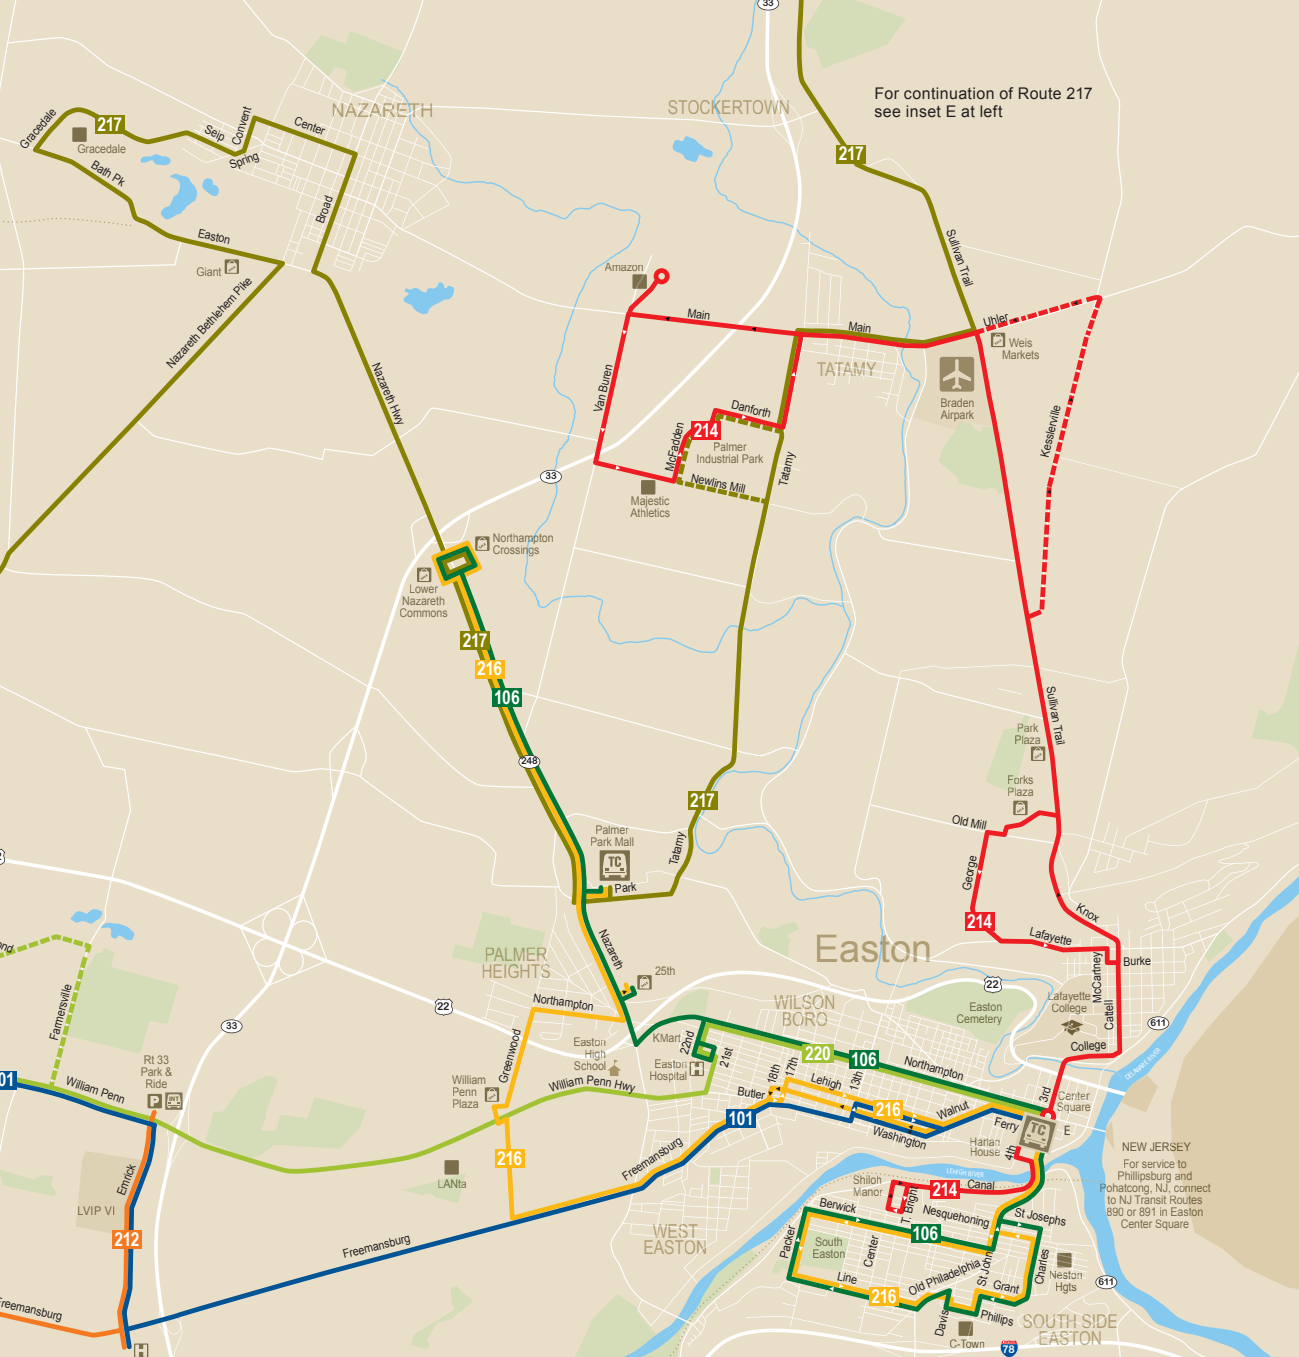 33
For continuation of Route 217
see inset E at left
NAZARETH
STOCKERTOWN
Gracedale
217
Gracedale
Seip
Convent
Center
Spring
Bath Pk
Broad
Easton
Giant
Nazareth Bethlehem Pike
217
Sullivan Trail
Amazon
Main
Main
Uhler
Weis
Markets
TATAMY
Braden
Airpark
Nazareth Hwy
Van Buren
Danforth
214
McFadden
Palmer
Industrial Park
Tatamy
Newlins Mill
Kesslerville
33
Majestic
Athletics
Northampton
Crossings
Lower
Nazareth
Commons
217
216
106
248
Sullivan Trail
Park
Plaza
Forks
Plaza
Old Mill
217
Palmer
Park Mall
TC
Park
Tatamy
George
214
Knox
Lafayette
Burke
McCartney
Cattell
Nazareth
25th
PALMER
HEIGHTS
Easton
Northampton
22
22
33
WILSON
BORO
Easton
Cemetery
Lafayette
College
611
College
DELAWARE RIVER
Farmersville
Rt 33
Park &
Ride
P
INT
01
William Penn
Greenwood
Easton
High
School
KMart
22nd
21st
Easton
Hospital
H
220
106
Northampton
William Penn Hwy
William
Penn
Plaza
Butler
18th
17th
Lehigh
13th
216
Walnut
Washington
101
3rd
Center
Square
Ferry
TC
E
Harlan
House
4th
216
LANta
Freemansburg
Emrick
LVIP VI
212
Freemansburg
Freemansburg
H
WEST
EASTON
LEHIGH RIVER
Shiloh
Manor
214
Canal
T. Bright
Berwick
Nesquehoning
St Josephs
106
Packer
South
Easton
Center
Line
216
Old Philadelphia
St John
Grant
Charles
Davis
Phillips
C-Town
Neston
Hgts
611
SOUTH SIDE
EASTON
78
NEW JERSEY
For service to
Phillipsburg and
Pohatcong, NJ, connect
to NJ Transit Routes
890 or 891 in Easton
Center Square